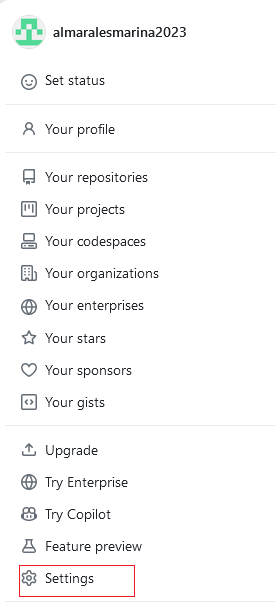 almaralesmarina2023
Set status
Your profile
Your repositories
Your projects
Your codespaces
Your organizations
Your enterprises
Your stars
Your sponsors
Your gists
Upgrade
Try Enterprise
Try Copilot
Feature preview
Settings